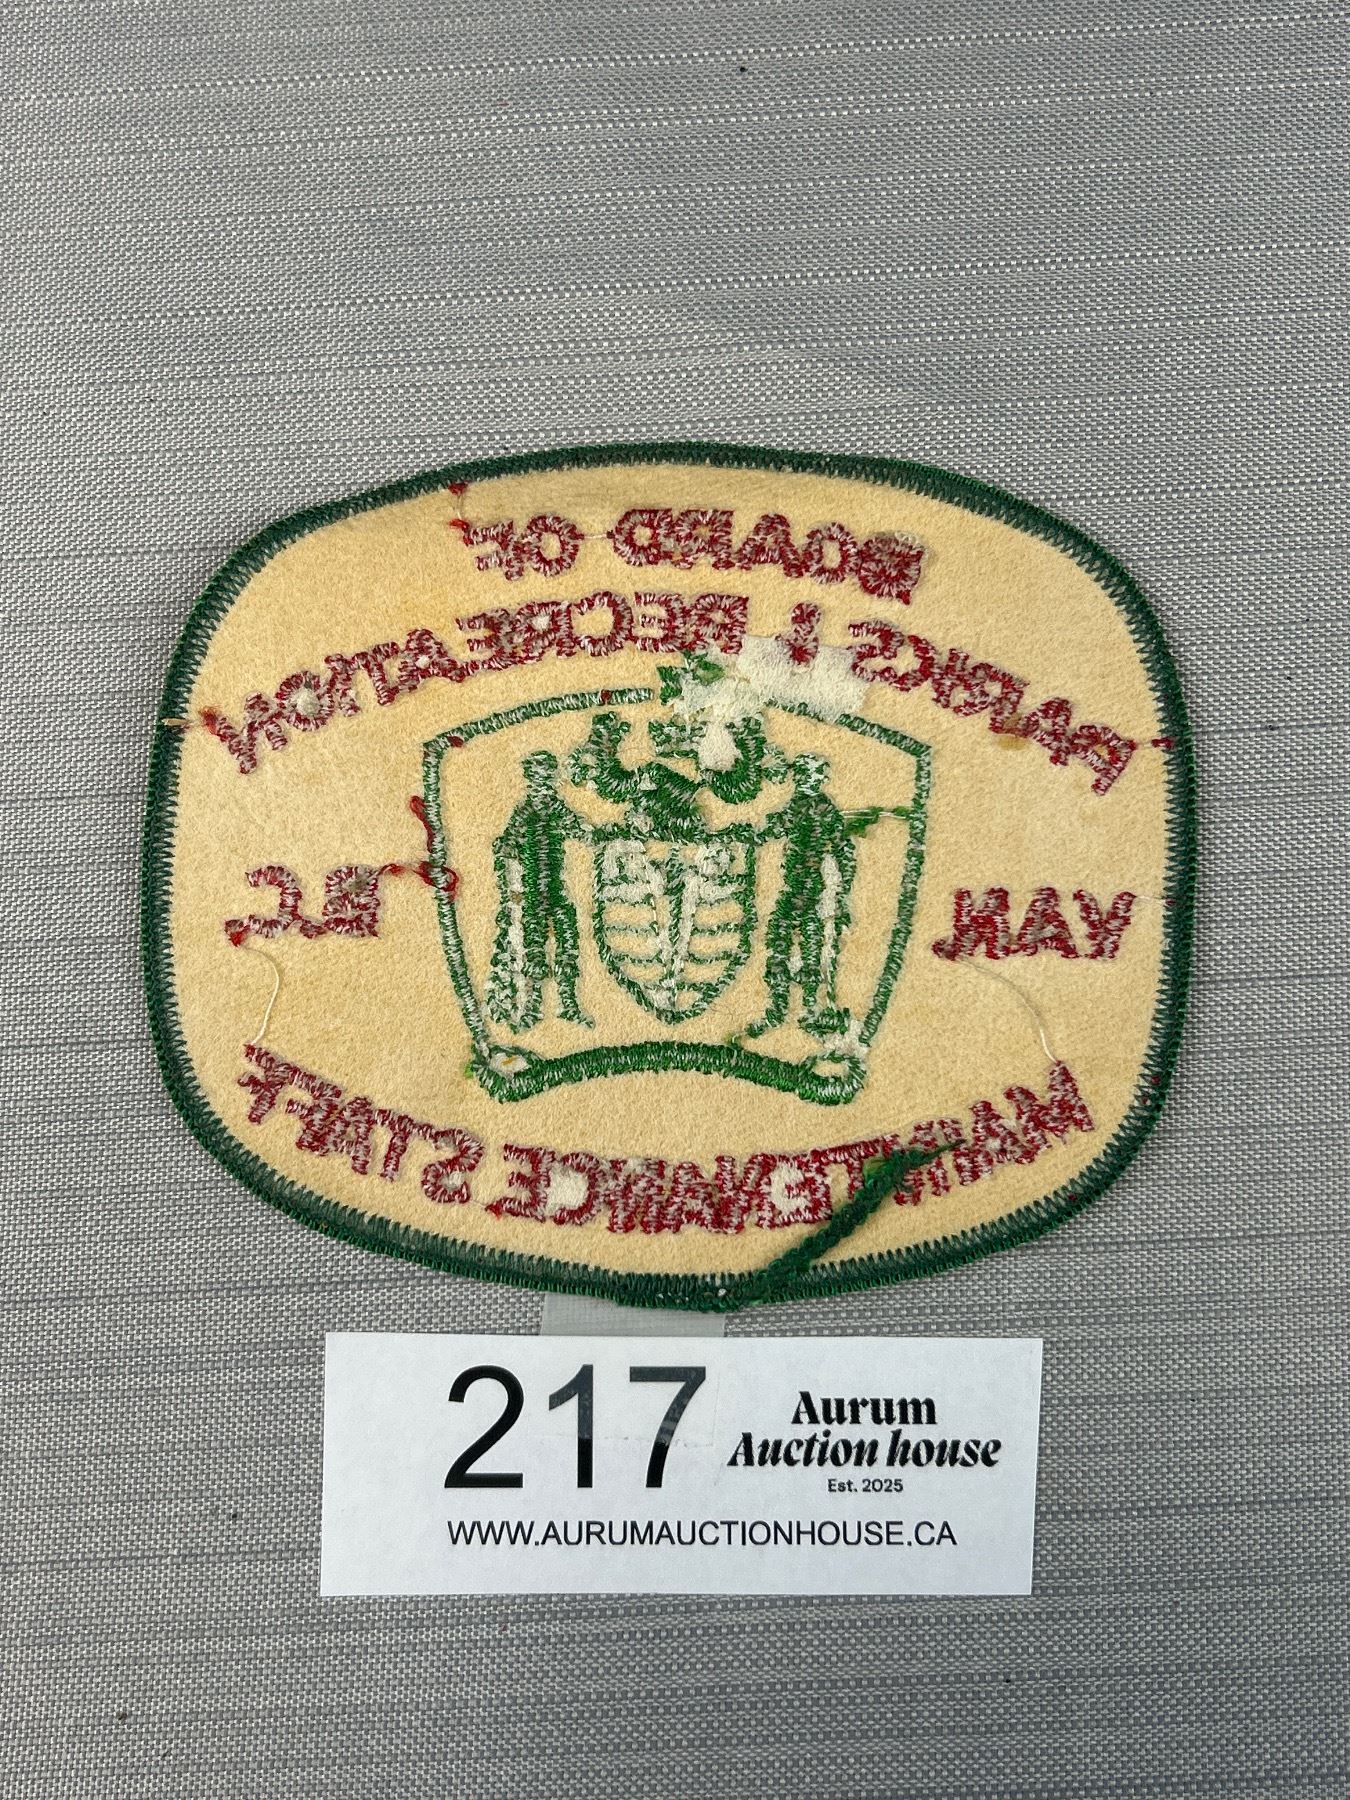 BOARD OF
PARKS & RECREATION
VAN. B.C.
MAINTENANCE STAFF
217
Aurum
Auction house
Est. 2025
WWW.AURUMAUCTIONHOUSE.CA